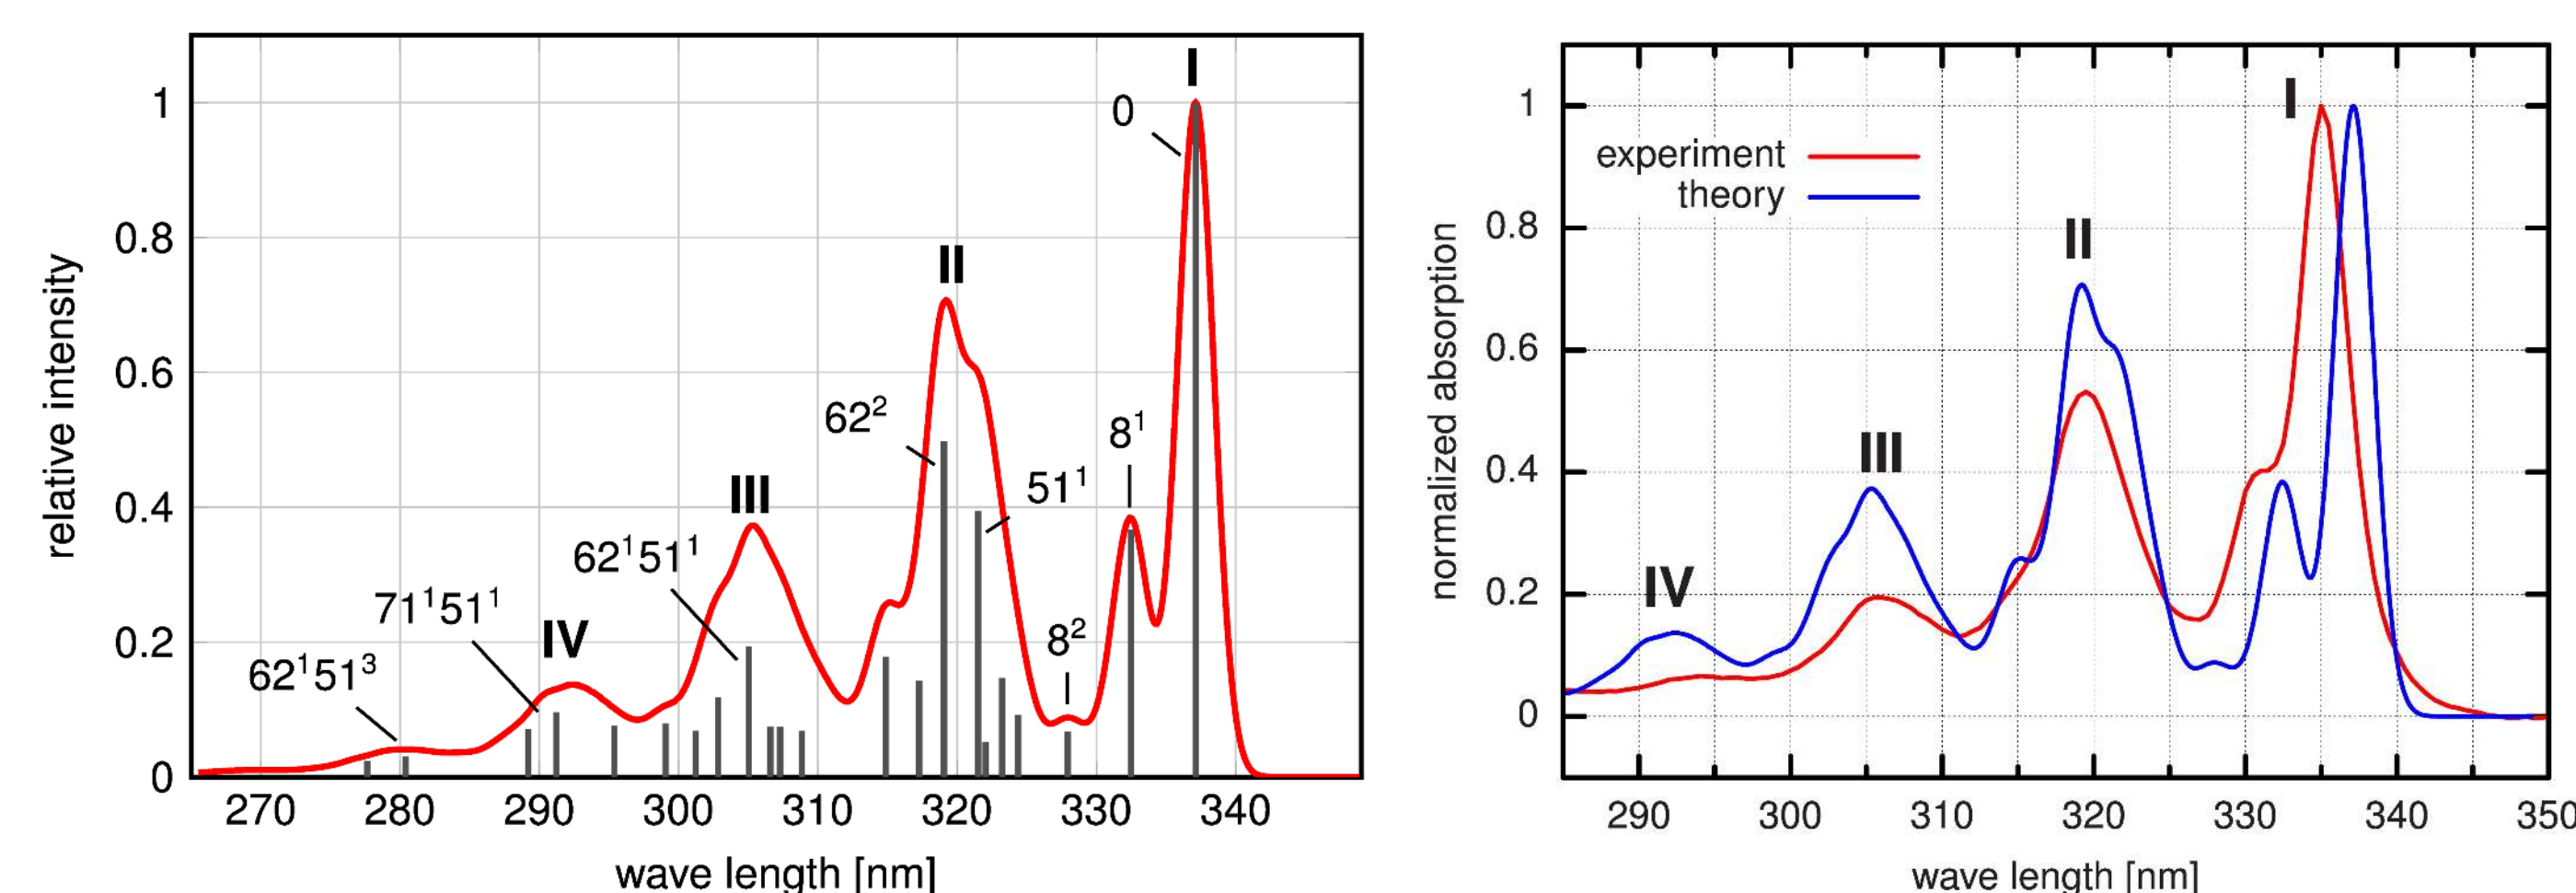 I
0
1
II
0.8
62²
8¹
0.6
III
51¹
relative intensity
0.4
62¹51¹
71¹51¹
IV
8²
0.2
62¹51³
0
270 280 290 300 310 320 330 340
wave length [nm]
I
1
experiment
theory
II
0.8
normalized absorption
0.6
III
0.4
IV
0.2
0
290 300 310 320 330 340 350
wave length [nm]